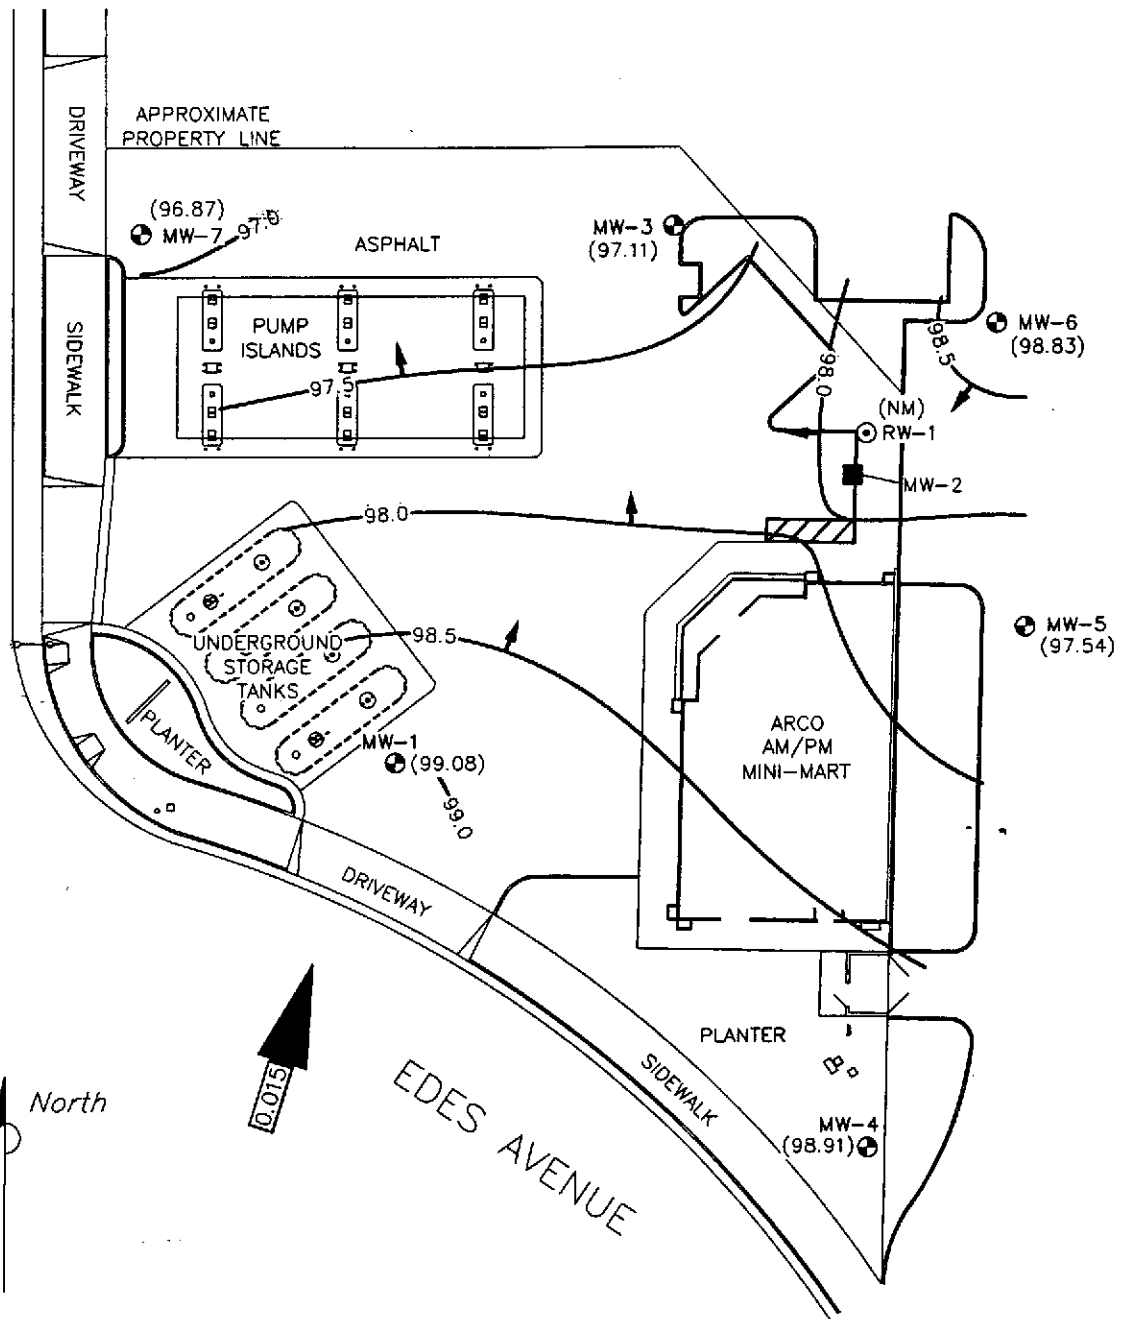 APPROXIMATE
PROPERTY LINE
DRIVEWAY
(96.87)
MW-7
97.0
ASPHALT
MW-3
(97.11)
SIDEWALK
PUMP
ISLANDS
97.5
98.0
98.5
MW-6
(98.83)
(NM)
RW-1
MW-2
98.0
UNDERGROUND
STORAGE
TANKS
98.5
MW-5
(97.54)
PLANTER
MW-1
(99.08)
99.0
ARCO
AM/PM
MINI-MART
DRIVEWAY
PLANTER
SIDEWALK
North
0.015
EDES AVENUE
MW-4
(98.91)